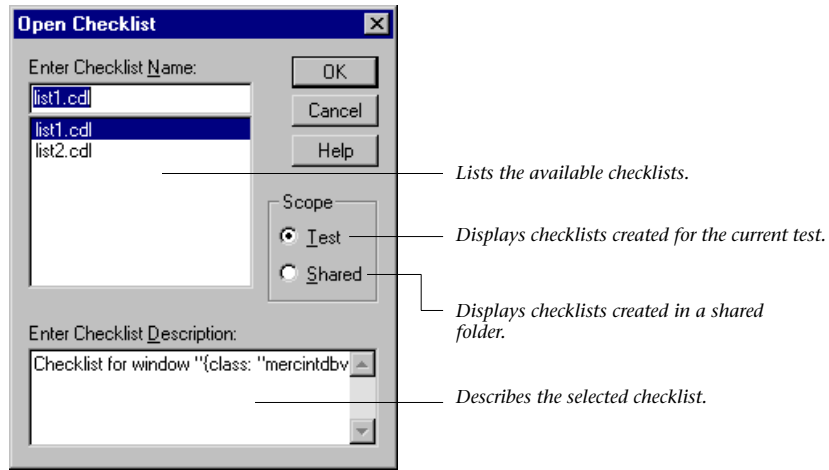 Open Checklist
Enter Checklist Name:
list1.cdl
list1.cdl
list2.cdl
OK
Cancel
Help
Lists the available checklists.
Scope
Test
Displays checklists created for the current test.
Shared
Displays checklists created in a shared
folder.
Enter Checklist Description:
Checklist for window "{class: "mercintdbv
Describes the selected checklist.